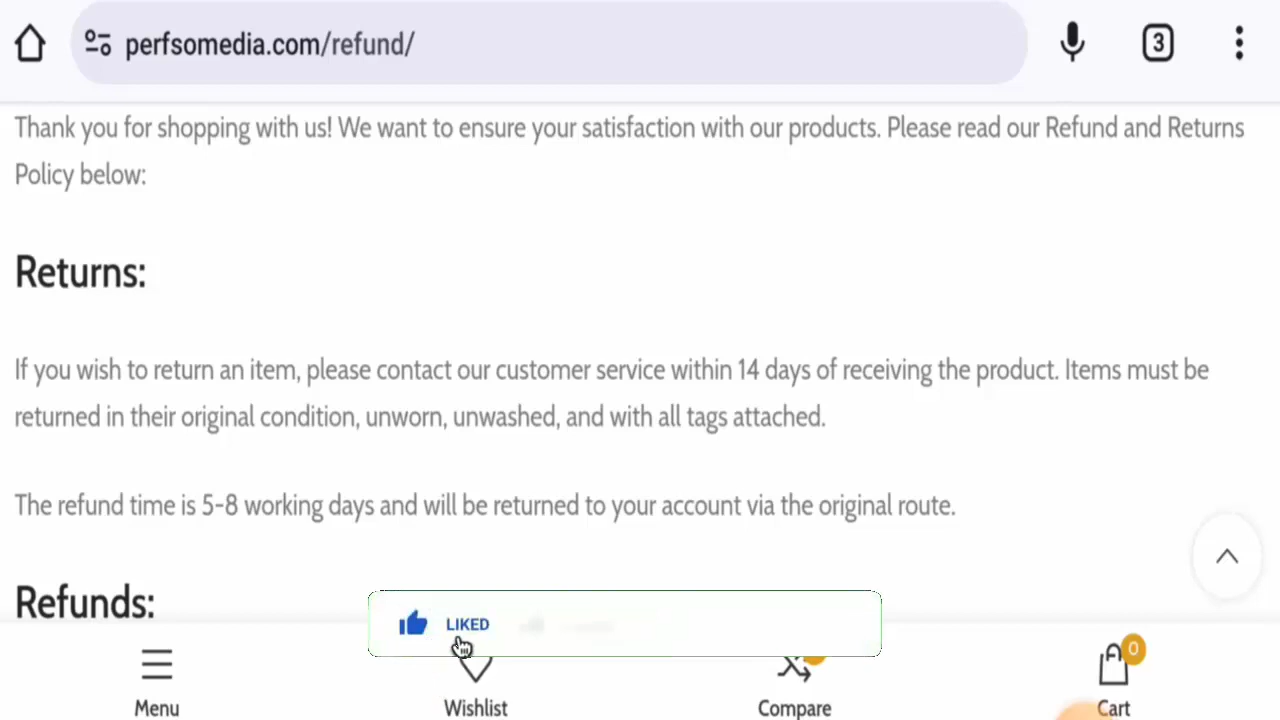 perfsomedia.com/refund/
3
Thank you for shopping with us! We want to ensure your satisfaction with our products. Please read our Refund and Returns
Policy below:
Returns:
If you wish to return an item, please contact our customer service within 14 days of receiving the product. Items must be
returned in their original condition, unworn, unwashed, and with all tags attached.
The refund time is 5-8 working days and will be returned to your account via the original route.
Refunds:
LIKED
0
Menu
Wishlist
Compare
Cart